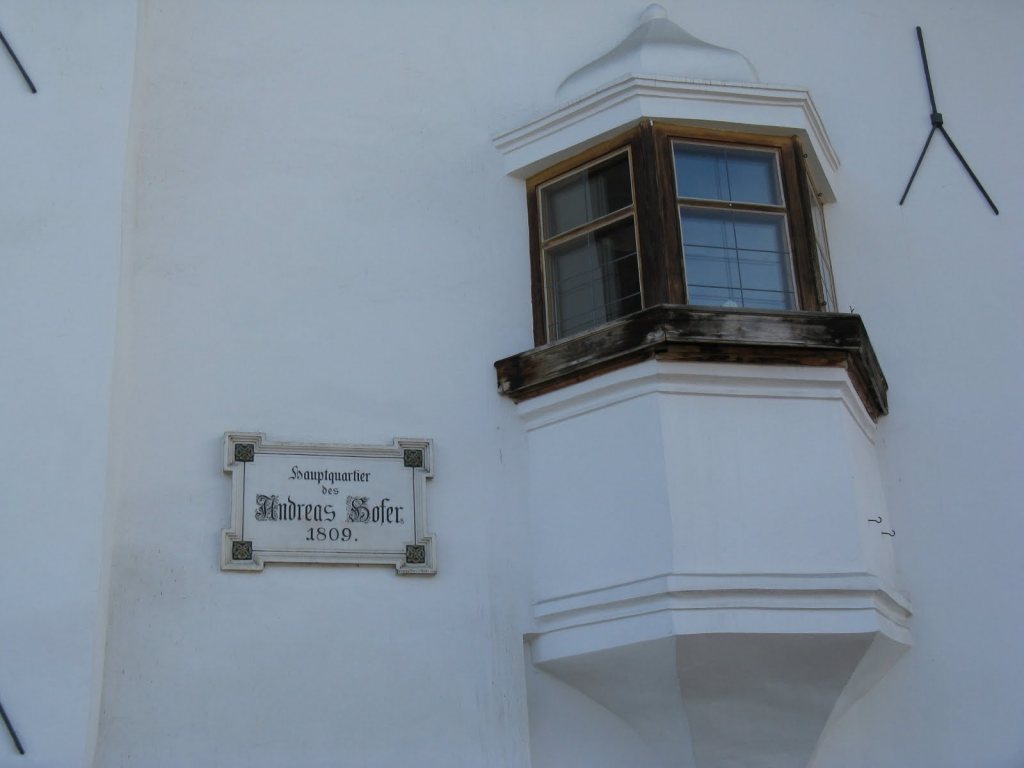 Hauptquartier
des
Andreas Hofer.
1809.